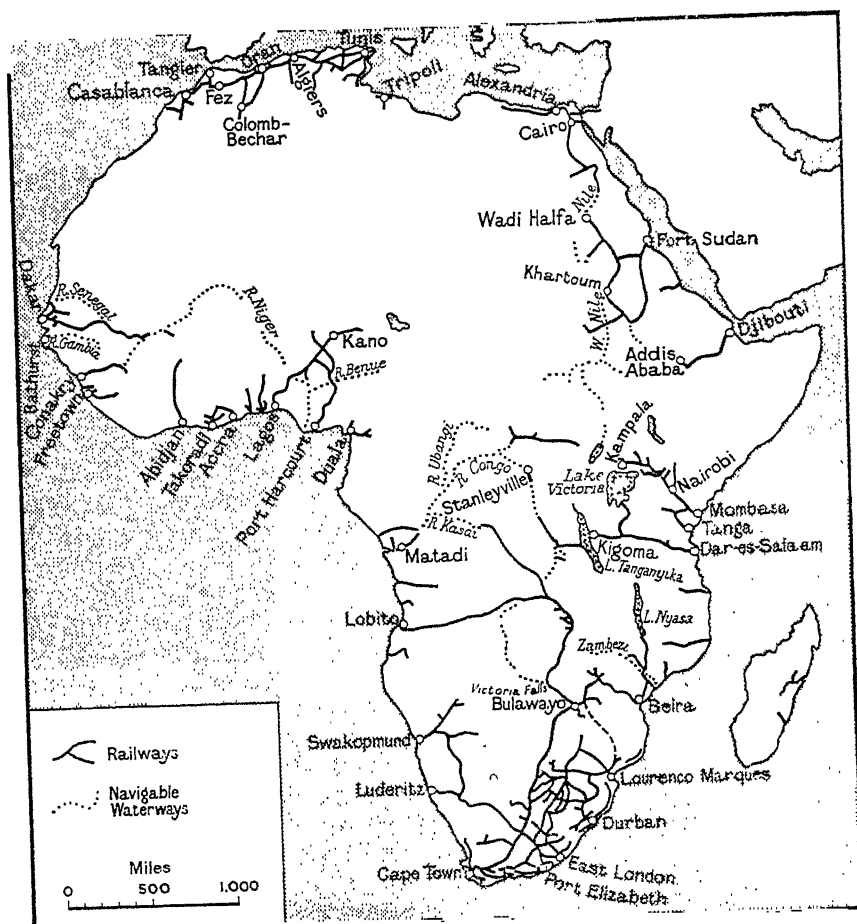 Tunis
Oran
Tangier
Algiers
Casablanca
Fez
Tripoli
Colomb-
Bechar
Alexandria
Cairo
Nile
Wadi Halfa
Port Sudan
Khartoum
Dakar
R. Senegal
R. Niger
W. Nile
Djibouti
R. Gambia
Kano
Addis
Ababa
Bathurst
R. Benue
Conakry
Freetown
Abidjan
Takoradi
Accra
Lagos
Port Harcourt
Duala
R. Ubangi
R. Congo
Stanleyville
Kampala
Lake
Victoria
Nairobi
Mombasa
Tanga
R. Kasai
Matadi
Kigoma
Dar-es-Salaam
L. Tanganyika
Lobito
L. Nyasa
Zambezi
Victoria Falls
Bulawayo
Beira
Swakopmund
Lourenco Marques
Luderitz
Durban
East London
Cape Town
Port Elizabeth
Railways
Navigable
Waterways
Miles
0 500 1.000